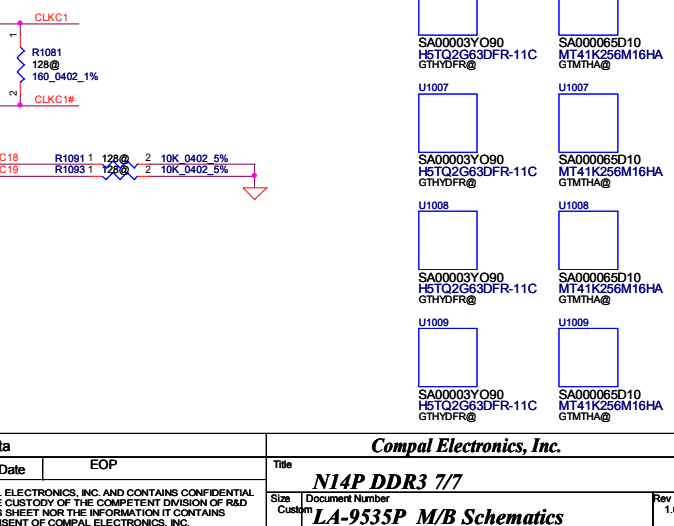 CLKC1
1
R1081
128@
160_0402_1%
2
CLKC1#
C18 R1091 1 128@ 2 10K_0402_5%
C19 R1093 1 128@ 2 10K_0402_5%
SA00003YO90 SA000065D10
H5TQ2G63DFR-11C MT41K256M16HA
GTHYDFR@ GTMTHA@
U1007 U1007
SA00003YO90 SA000065D10
H5TQ2G63DFR-11C MT41K256M16HA
GTHYDFR@ GTMTHA@
U1008 U1008
SA00003YO90 SA000065D10
H5TQ2G63DFR-11C MT41K256M16HA
GTHYDFR@ GTMTHA@
U1009 U1009
SA00003YO90 SA000065D10
H5TQ2G63DFR-11C MT41K256M16HA
GTHYDFR@ GTMTHA@
ta
Date EOP
ELECTRONICS, INC. AND CONTAINS CONFIDENTIAL
CUSTODY OF THE COMPETENT DIVISION OF R&D
SHEET NOR THE INFORMATION IT CONTAINS
OF COMPAL ELECTRONICS, INC.
Compal Electronics, Inc.
Title
N14P DDR3 7/7
Size Document Number Rev
Custom LA-9535P M/B Schematics 1.